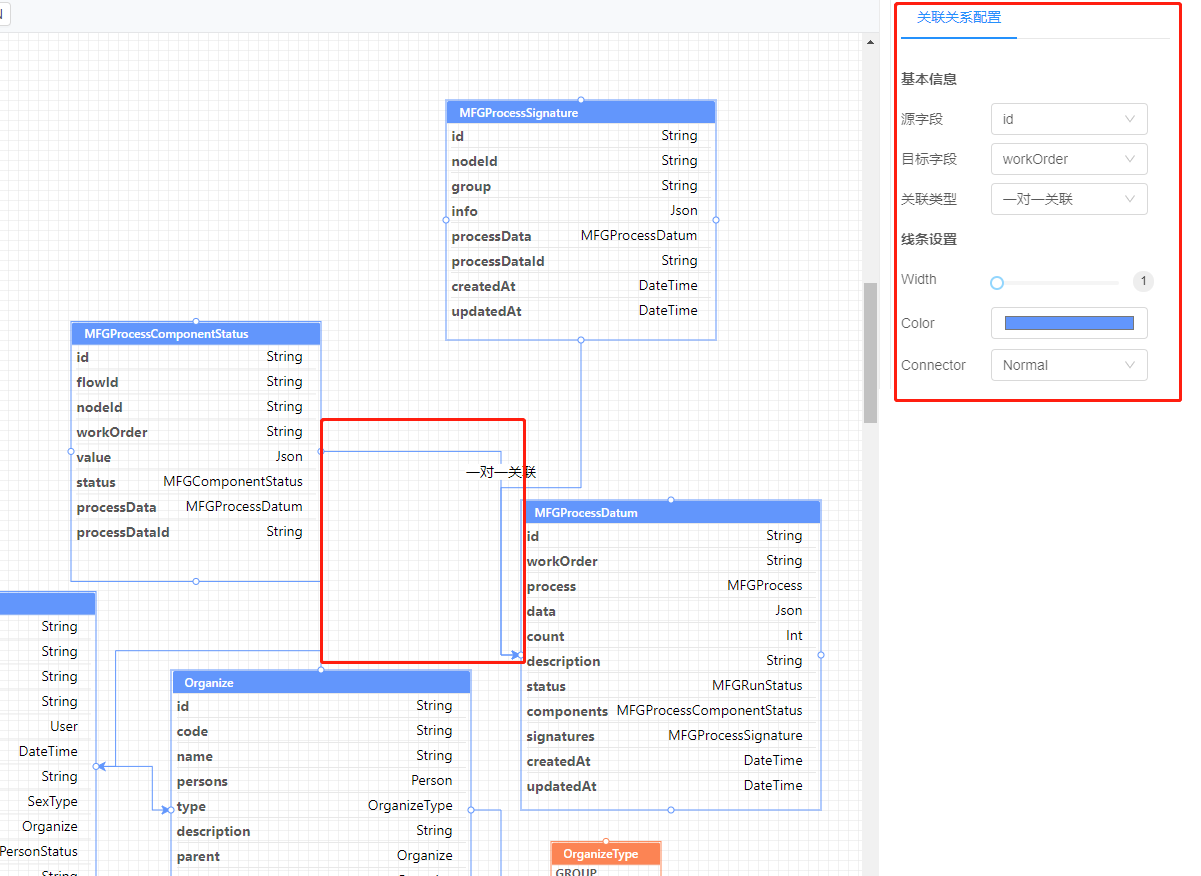 关联关系配置
基本信息
源字段 id
目标字段 workOrder
关联类型 一对一关联
线条设置
Width 1
Color
Connector Normal
MFGProcessSignature
id String
nodeId String
group String
info Json
processData MFGProcessDatum
processDataId String
createdAt DateTime
updatedAt DateTime
MFGProcessComponentStatus
id String
flowId String
nodeId String
workOrder String
value Json
status MFGComponentStatus
processData MFGProcessDatum
processDataId String
一对一关联
MFGProcessDatum
id String
workOrder String
process MFGProcess
data Json
count Int
description String
status MFGRunStatus
components MFGProcessComponentStatus
signatures MFGProcessSignature
createdAt DateTime
updatedAt DateTime
String
String
String
String
User
DateTime
String
SexType
Organize
PersonStatus
String
Organize
id String
code String
name String
persons Person
type OrganizeType
description String
parent Organize
OrganizeType
GROUP